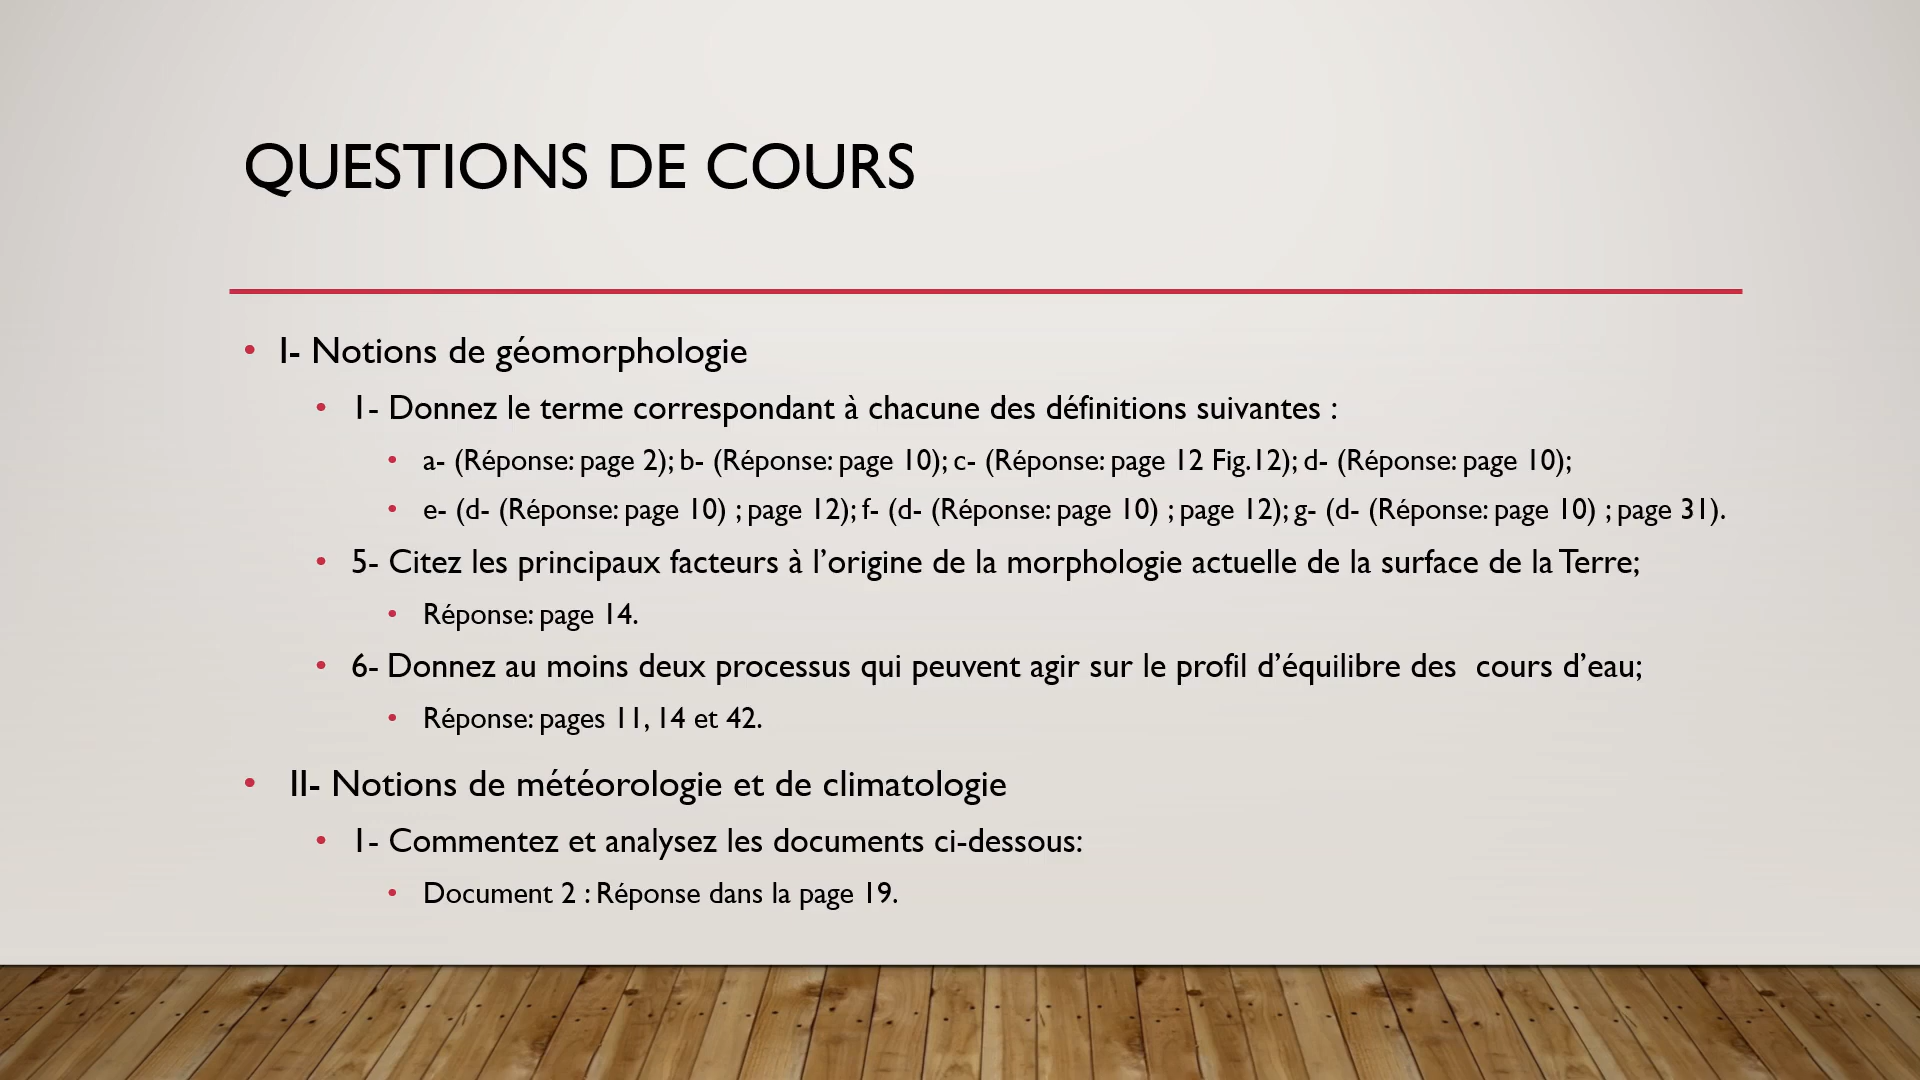 QUESTIONS DE COURS
• I- Notions de géomorphologie
• 1- Donnez le terme correspondant à chacune des définitions suivantes :
• a- (Réponse: page 2); b- (Réponse: page 10); c- (Réponse: page 12 Fig.12); d- (Réponse: page 10);
• e- (d- (Réponse: page 10) ; page 12); f- (d- (Réponse: page 10) ; page 12); g- (d- (Réponse: page 10) ; page 31).
• 5- Citez les principaux facteurs à l’origine de la morphologie actuelle de la surface de la Terre;
• Réponse: page 14.
• 6- Donnez au moins deux processus qui peuvent agir sur le profil d’équilibre des  cours d’eau;
• Réponse: pages 11, 14 et 42.
• II- Notions de météorologie et de climatologie
• 1- Commentez et analysez les documents ci-dessous:
• Document 2 : Réponse dans la page 19.